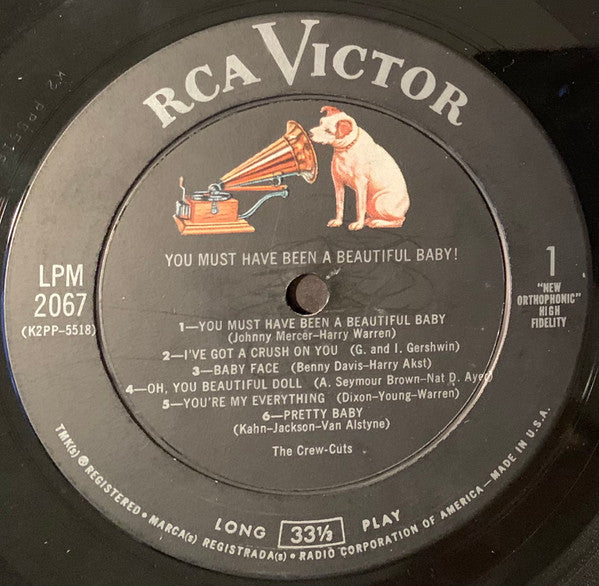 RCA VICTOR
YOU MUST HAVE BEEN A BEAUTIFUL BABY!
LPM
2067
(K2PP-5518)
1
"NEW
ORTHOPHONIC"
HIGH
FIDELITY
1—YOU MUST HAVE BEEN A BEAUTIFUL BABY
(Johnny Mercer-Harry Warren)
2—I'VE GOT A CRUSH ON YOU (G. and I. Gershwin)
3—BABY FACE (Benny Davis-Harry Akst)
4—OH, YOU BEAUTIFUL DOLL (A. Seymour Brown-Nat D. Ayer)
5—YOU'RE MY EVERYTHING (Dixon-Young-Warren)
6—PRETTY BABY
(Kahn-Jackson-Van Alstyne)
The Crew-Cuts
LONG 33⅓ PLAY
TMK(s) ® REGISTERED • MARCA(s) REGISTRADA(s) • RADIO CORPORATION OF AMERICA—MADE IN U.S.A.